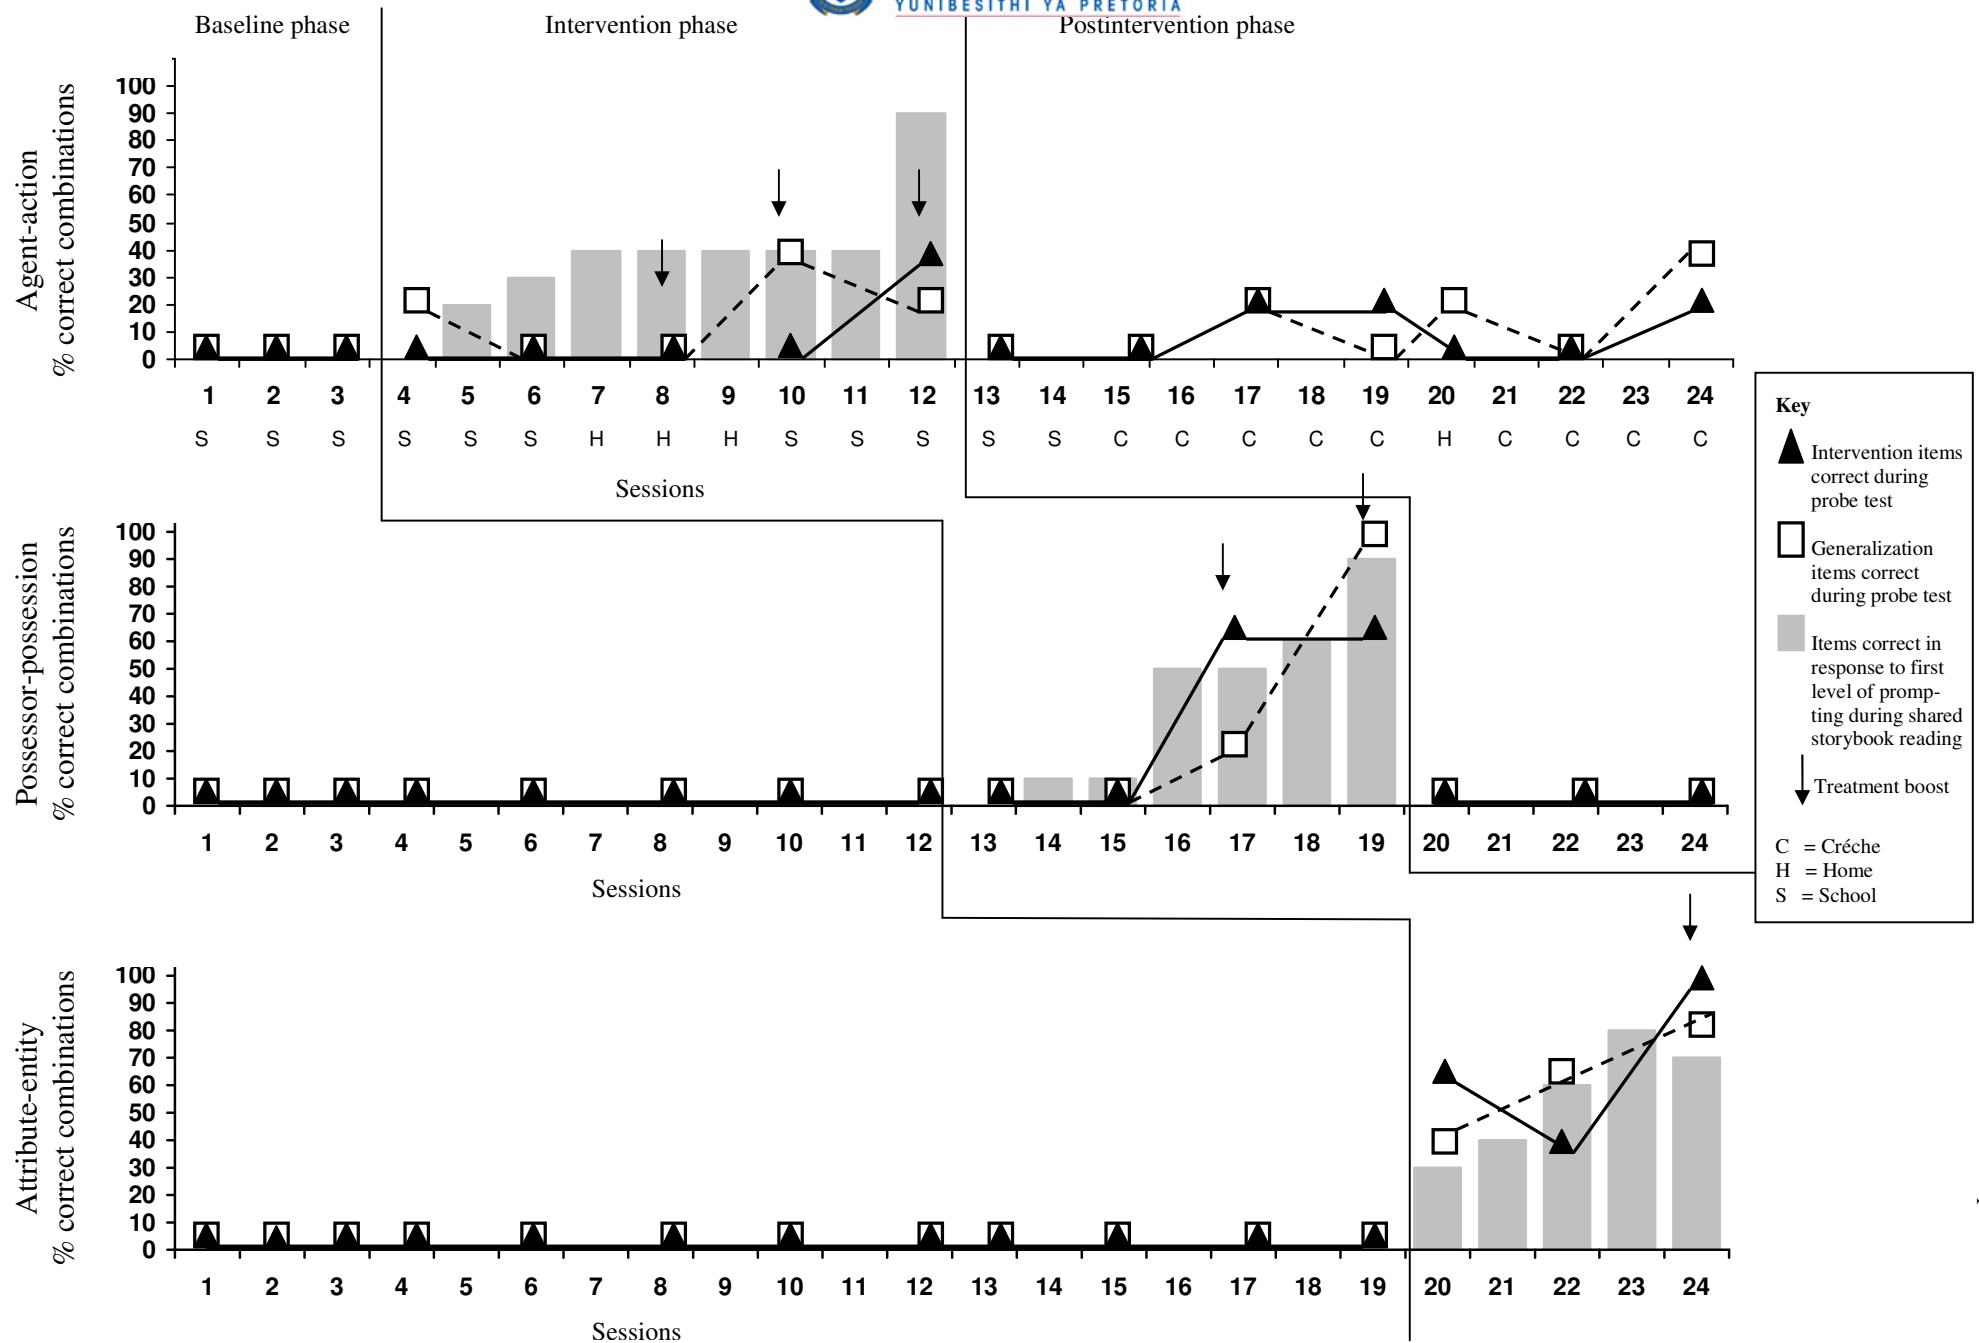 YUNIBESITHI YA PRETORIA
Baseline phase
Intervention phase
Postintervention phase
Agent-action
% correct combinations
100
90
80
70
60
50
40
30
20
10
0
1 2 3 4 5 6 7 8 9 10 11 12 13 14 15 16 17 18 19 20 21 22 23 24
S S S S S S H H H S S S S S C C C C C H C C C C
Sessions
Possessor-possession
% correct combinations
100
90
80
70
60
50
40
30
20
10
0
1 2 3 4 5 6 7 8 9 10 11 12 13 14 15 16 17 18 19 20 21 22 23 24
Sessions
Attribute-entity
% correct combinations
100
90
80
70
60
50
40
30
20
10
0
1 2 3 4 5 6 7 8 9 10 11 12 13 14 15 16 17 18 19 20 21 22 23 24
Sessions
Key
Intervention items
correct during
probe test
Generalization
items correct
during probe test
Items correct in
response to first
level of promp-
ting during shared
storybook reading
Treatment boost
C = Créche
H = Home
S = School